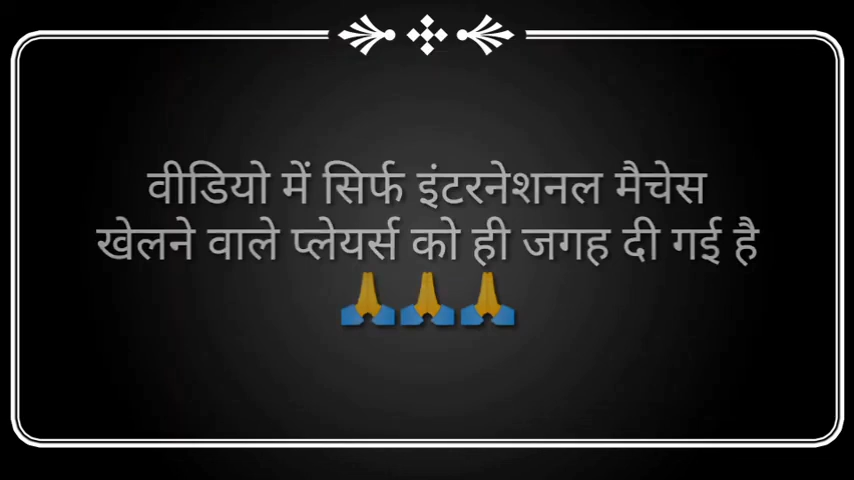 वीडियो में सिर्फ इंटरनेशनल मैचेस
खेलने वाले प्लेयर्स को ही जगह दी गई है
🙏🙏🙏